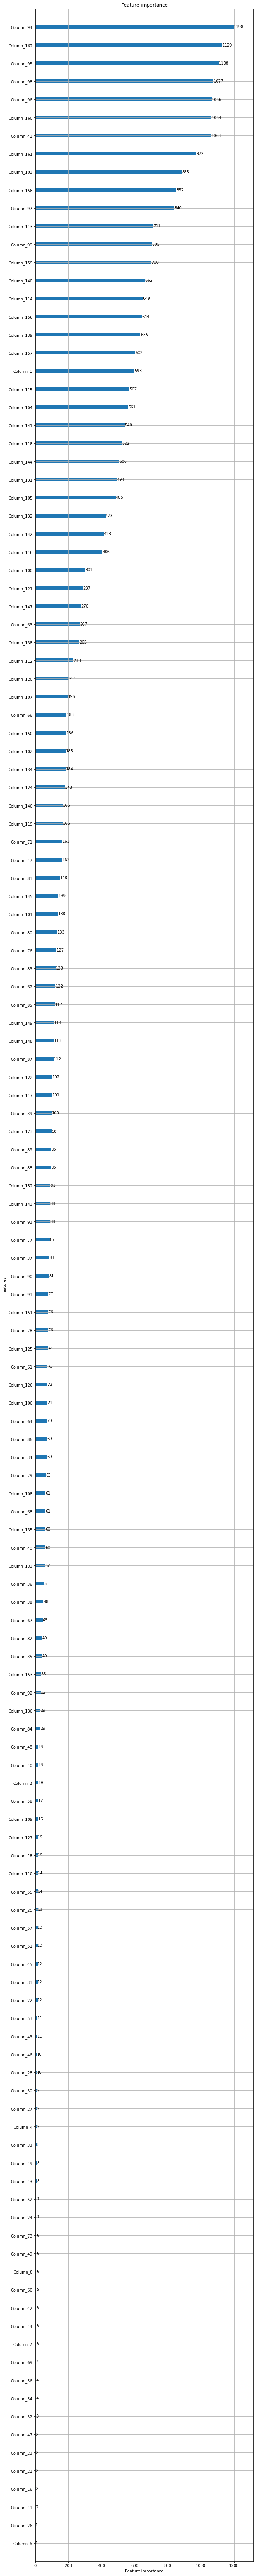 Feature importance
Column_94 1198
Column_162 1129
Column_95 1108
Column_98 1077
Column_96 1066
Column_160 1064
Column_41 1063
Column_161 972
Column_103 885
Column_158 852
Column_97 840
Column_113 711
Column_99 705
Column_159 700
Column_140 662
Column_114 649
Column_156 644
Column_139 635
Column_157 602
Column_1 598
Column_115 567
Column_104 561
Column_141 540
Column_118 522
Column_144 506
Column_131 494
Column_105 485
Column_132 423
Column_142 413
Column_116 406
Column_100 301
Column_121 287
Column_147 276
Column_63 267
Column_138 265
Column_112 230
Column_120 201
Column_107 196
Column_66 188
Column_150 186
Column_102 185
Column_134 184
Column_124 178
Column_146 165
Column_119 165
Column_71 163
Column_17 162
Column_81 148
Column_145 139
Column_101 138
Column_80 133
Column_76 127
Column_83 123
Column_62 122
Column_85 117
Column_149 114
Column_148 113
Column_87 112
Column_122 102
Column_117 101
Column_39 100
Column_123 98
Column_89 95
Column_88 95
Column_152 91
Column_143 88
Column_93 88
Column_77 87
Column_37 83
Column_90 81
Column_91 77
Column_151 76
Column_78 76
Column_125 74
Column_61 73
Column_126 72
Column_106 71
Column_64 70
Column_86 69
Column_34 69
Column_79 63
Column_108 61
Column_68 61
Column_135 60
Column_40 60
Column_133 57
Column_36 50
Column_38 48
Column_67 45
Column_82 40
Column_35 40
Column_153 35
Column_92 32
Column_136 29
Column_84 29
Column_48 19
Column_10 19
Column_2 18
Column_58 17
Column_109 16
Column_127 15
Column_18 15
Column_110 14
Column_55 14
Column_25 13
Column_57 12
Column_51 12
Column_45 12
Column_31 12
Column_22 12
Column_53 11
Column_43 11
Column_46 10
Column_28 10
Column_30 9
Column_27 9
Column_4 9
Column_33 8
Column_19 8
Column_13 8
Column_52 7
Column_24 7
Column_73 6
Column_49 6
Column_8 6
Column_60 5
Column_42 5
Column_14 5
Column_7 5
Column_69 4
Column_56 4
Column_54 4
Column_32 3
Column_47 2
Column_23 2
Column_21 2
Column_16 2
Column_11 2
Column_26 1
Column_6 1
0 200 400 600 800 1000 1200
Feature importance
Features